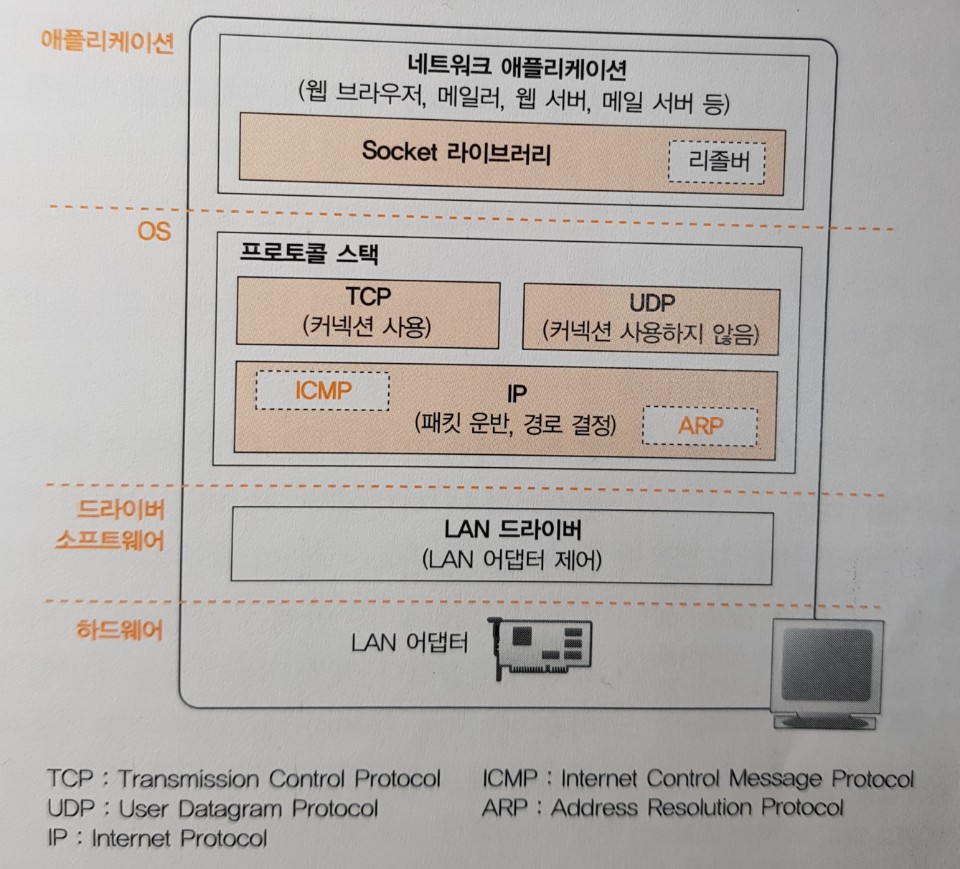 애플리케이션
네트워크 애플리케이션
(웹 브라우저, 메일러, 웹 서버, 메일 서버 등)
Socket 라이브러리
리졸버
OS
프로토콜 스택
TCP
(커넥션 사용)
UDP
(커넥션 사용하지 않음)
ICMP
IP
(패킷 운반, 경로 결정)
ARP
드라이버
소프트웨어
LAN 드라이버
(LAN 어댑터 제어)
하드웨어
LAN 어댑터
TCP : Transmission Control Protocol
ICMP : Internet Control Message Protocol
UDP : User Datagram Protocol
ARP : Address Resolution Protocol
IP : Internet Protocol